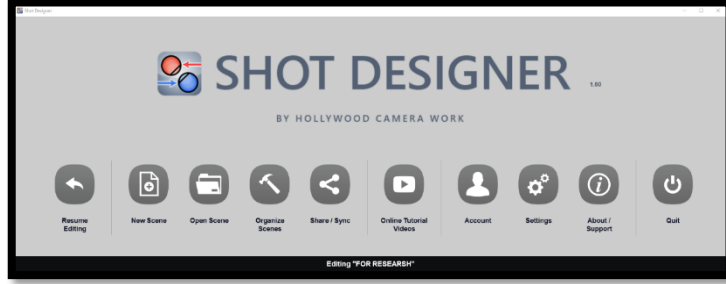 Shot Designer
SHOT DESIGNER 1.60
BY HOLLYWOOD CAMERA WORK
Resume
Editing
New Scene
Open Scene
Organize
Scenes
Share / Sync
Online Tutorial
Videos
Account
Settings
About /
Support
Quit
Editing "FOR RESEARSH"